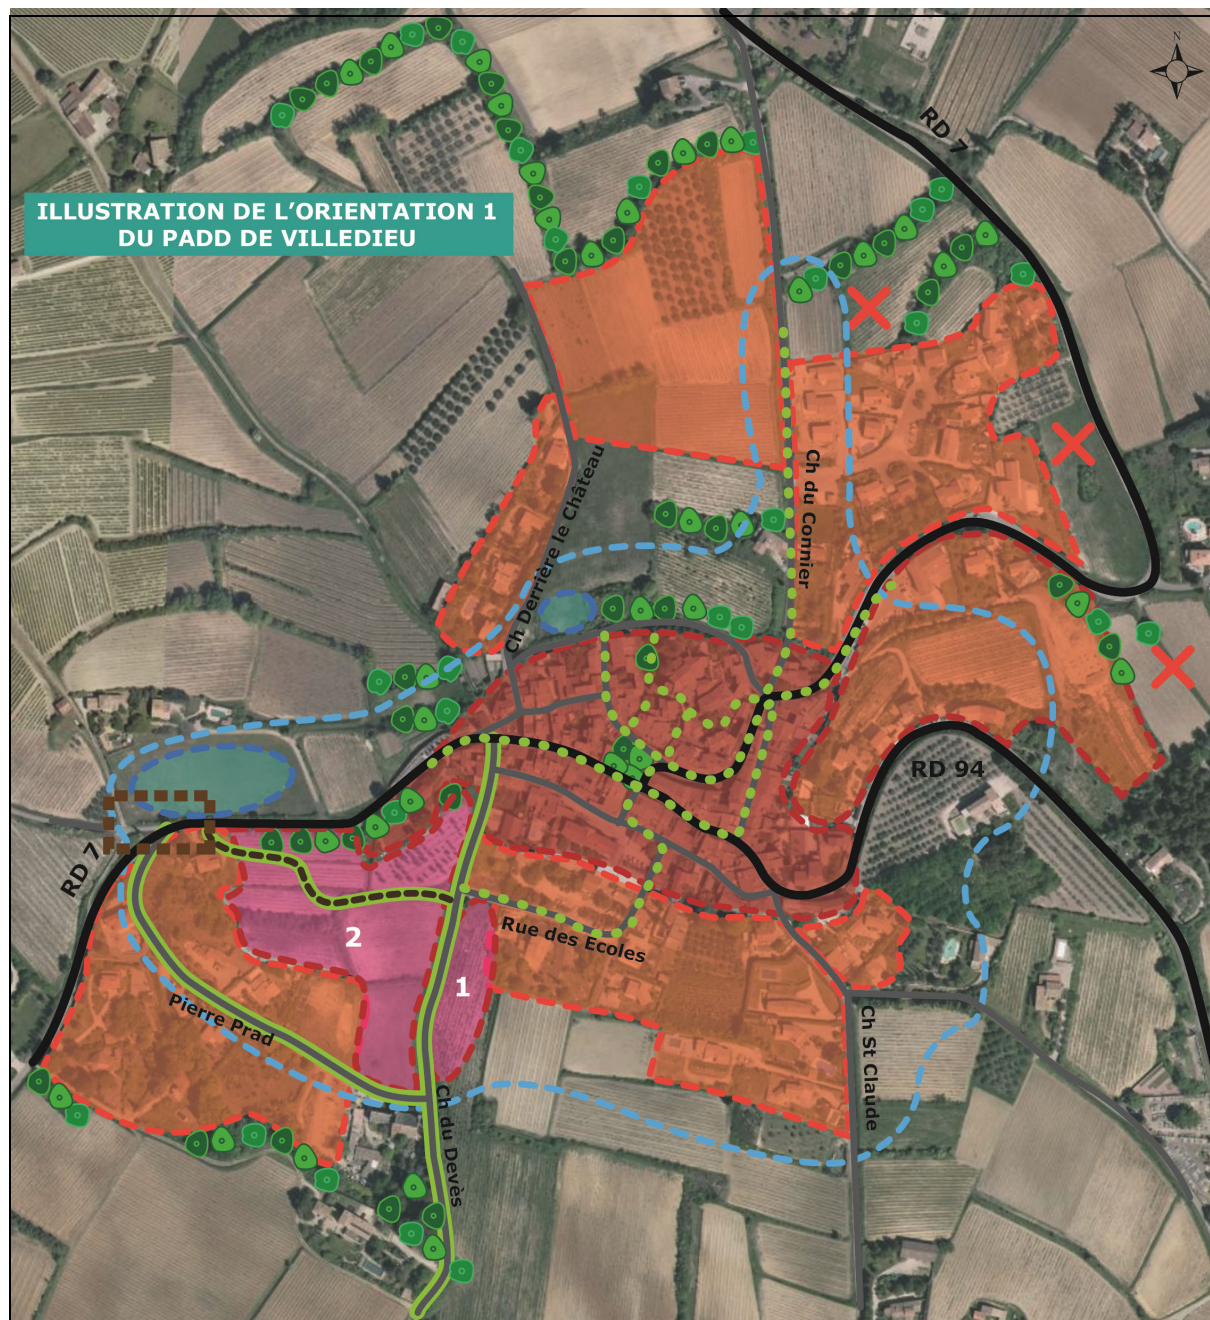 N
RD 7
ILLUSTRATION DE L'ORIENTATION 1
DU PADD DE VILLEDIEU
Ch du Connier
Ch Derrière le Château
RD 94
RD 7
2
Rue des Ecoles
1
Pierre Prad
Ch St Claude
Ch du Devès